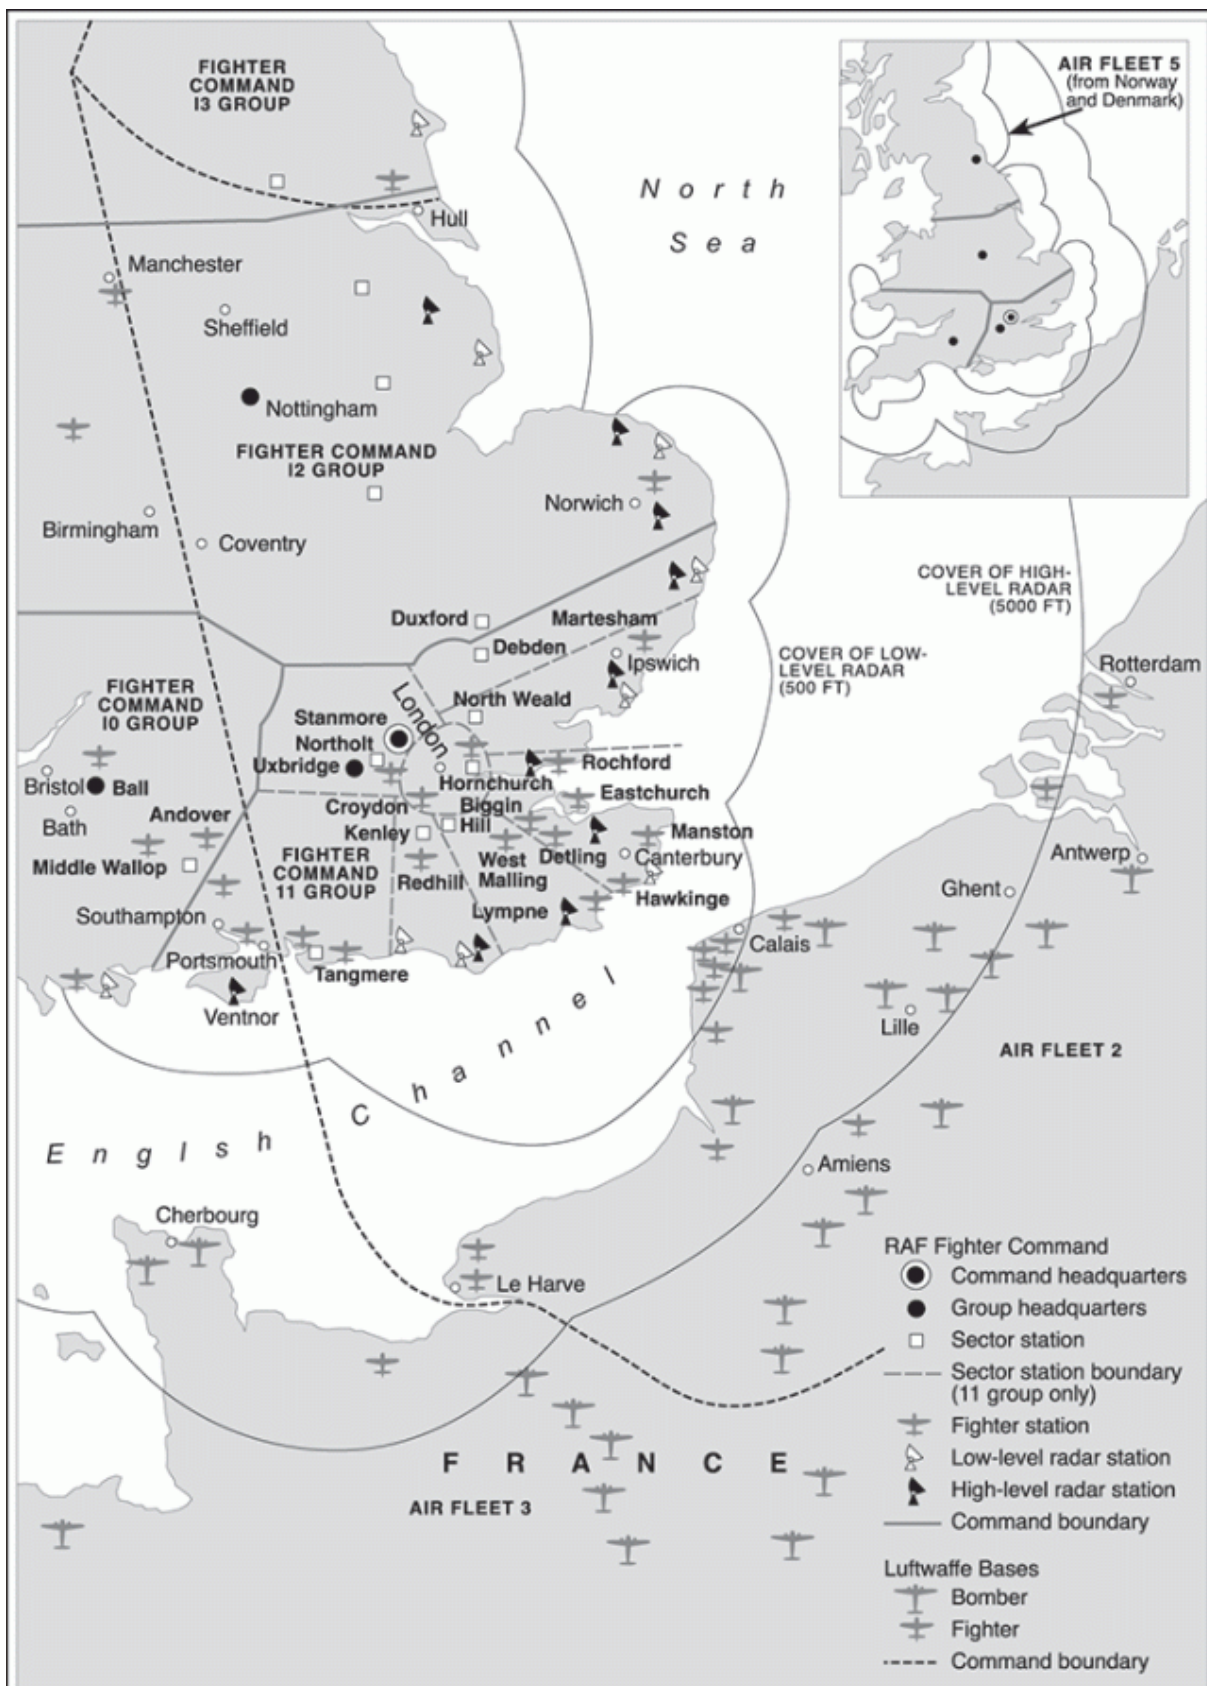 FIGHTER
COMMAND
I3 GROUP
AIR FLEET 5
(from Norway
and Denmark)
North
Sea
Hull
Manchester
Sheffield
Nottingham
FIGHTER COMMAND
I2 GROUP
Norwich
Birmingham
Coventry
COVER OF HIGH-
LEVEL RADAR
(5000 FT)
Duxford
Martesham
Debden
COVER OF LOW-
LEVEL RADAR
(500 FT)
Ipswich
Rotterdam
FIGHTER
COMMAND
I0 GROUP
London
North Weald
Stanmore
Northolt
Uxbridge
Rochford
Bristol
Ball
Hornchurch
Eastchurch
Bath
Andover
Croydon
Biggin
Hill
Kenley
Manston
Middle Wallop
FIGHTER
COMMAND
11 GROUP
West
Malling
Detling
Canterbury
Antwerp
Redhill
Hawkinge
Ghent
Lympne
Southampton
Calais
Portsmouth
Tangmere
Ventnor
Lille
AIR FLEET 2
English Channel
Amiens
Cherbourg
Le Harve
RAF Fighter Command
Command headquarters
Group headquarters
Sector station
Sector station boundary
(11 group only)
Fighter station
Low-level radar station
High-level radar station
Command boundary
FRANCE
AIR FLEET 3
Luftwaffe Bases
Bomber
Fighter
Command boundary